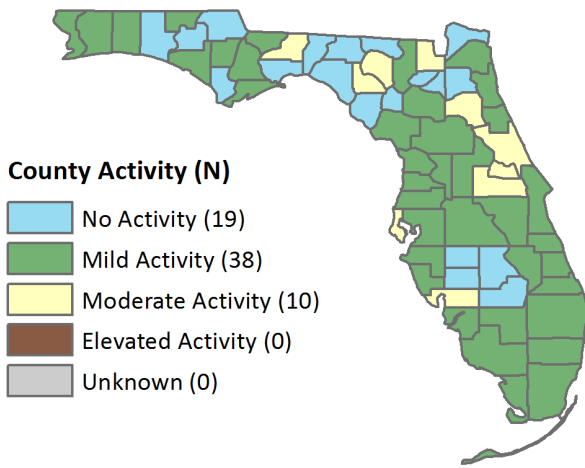 County Activity (N)
No Activity (19)
Mild Activity (38)
Moderate Activity (10)
Elevated Activity (0)
Unknown (0)